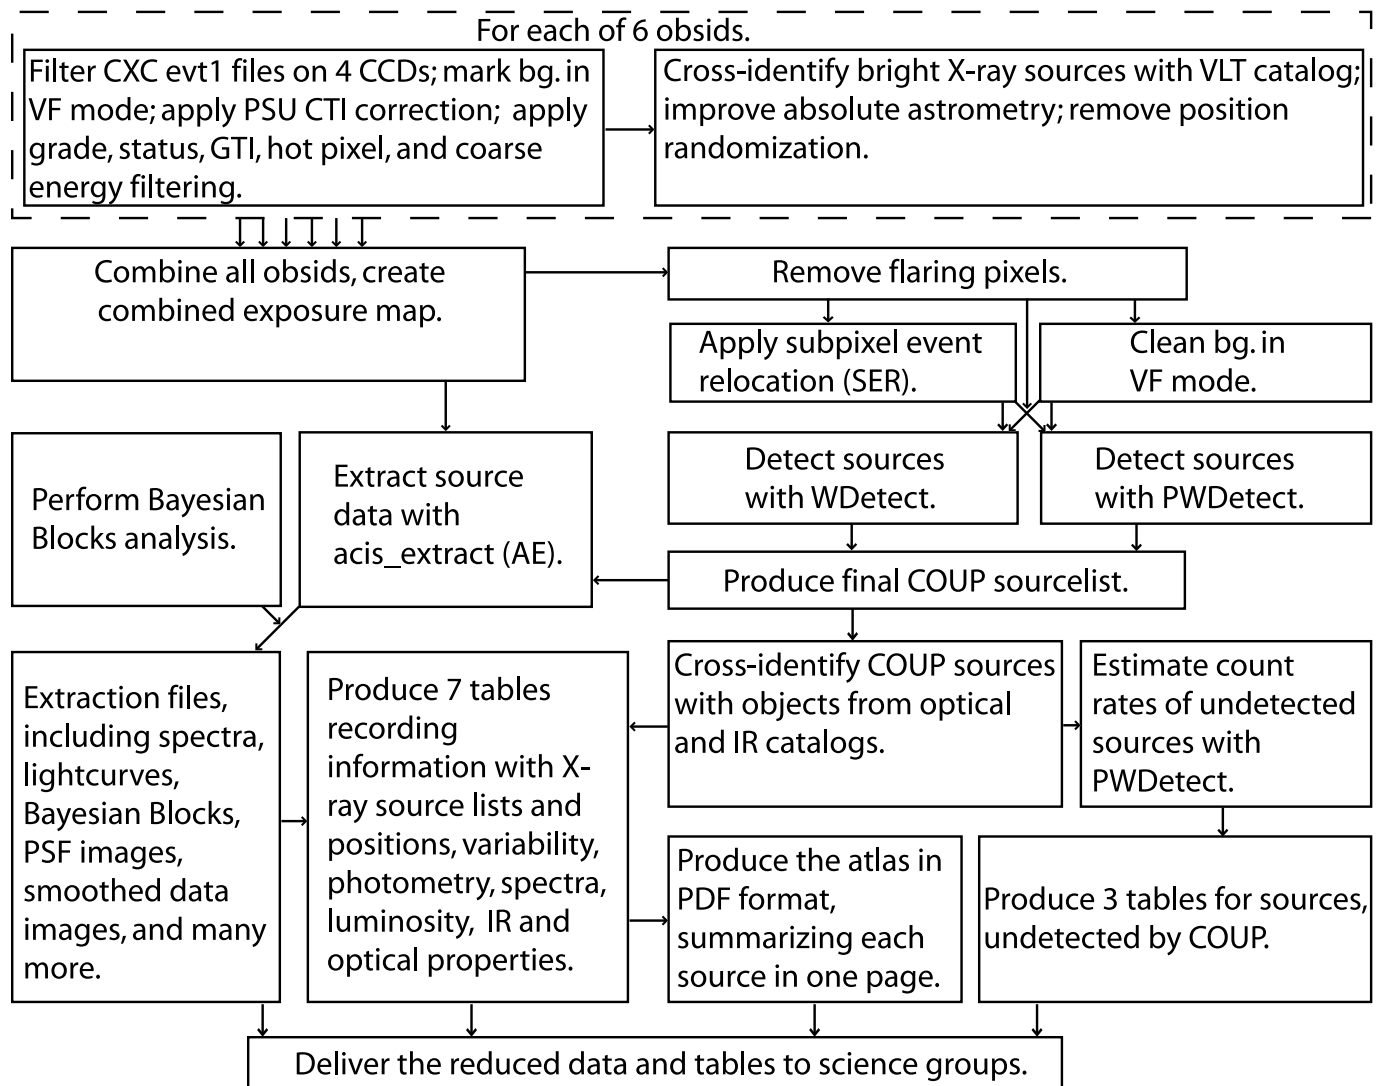 For each of 6 obsids.
Filter CXC evt1 files on 4 CCDs; mark bg. in
VF mode; apply PSU CTI correction; apply
grade, status, GTI, hot pixel, and coarse
energy filtering.
Cross-identify bright X-ray sources with VLT catalog;
improve absolute astrometry; remove position
randomization.
Combine all obsids, create
combined exposure map.
Remove flaring pixels.
Apply subpixel event
relocation (SER).
Clean bg. in
VF mode.
Perform Bayesian
Blocks analysis.
Extract source
data with
acis_extract (AE).
Detect sources
with WDetect.
Detect sources
with PWDetect.
Produce final COUP sourcelist.
Extraction files,
including spectra,
lightcurves,
Bayesian Blocks,
PSF images,
smoothed data
images, and many
more.
Produce 7 tables
recording
information with X-
ray source lists and
positions, variability,
photometry, spectra,
luminosity, IR and
optical properties.
Cross-identify COUP sources
with objects from optical
and IR catalogs.
Estimate count
rates of undetected
sources with
PWDetect.
Produce the atlas in
PDF format,
summarizing each
source in one page.
Produce 3 tables for sources,
undetected by COUP.
Deliver the reduced data and tables to science groups.